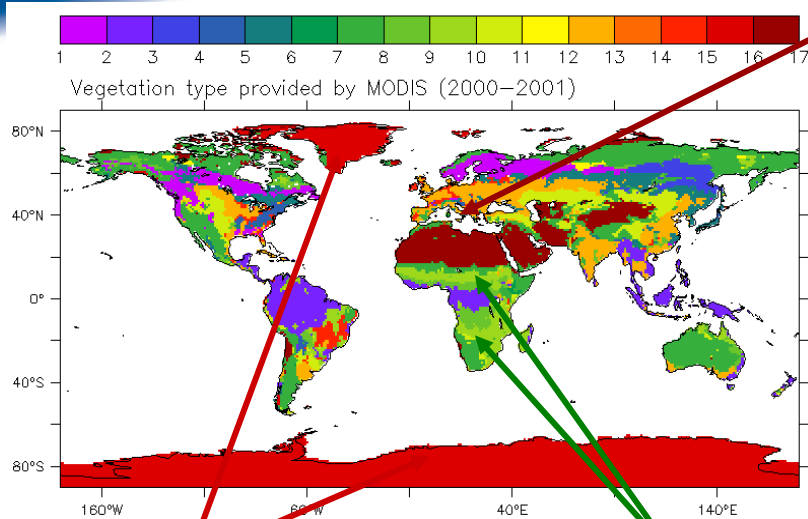 1 2 3 4 5 6 7 8 9 10 11 12 13 14 15 16 17
Vegetation type provided by MODIS (2000–2001)
80°N
40°N
0°
40°S
80°S
160°W 60°W 40°E 140°E